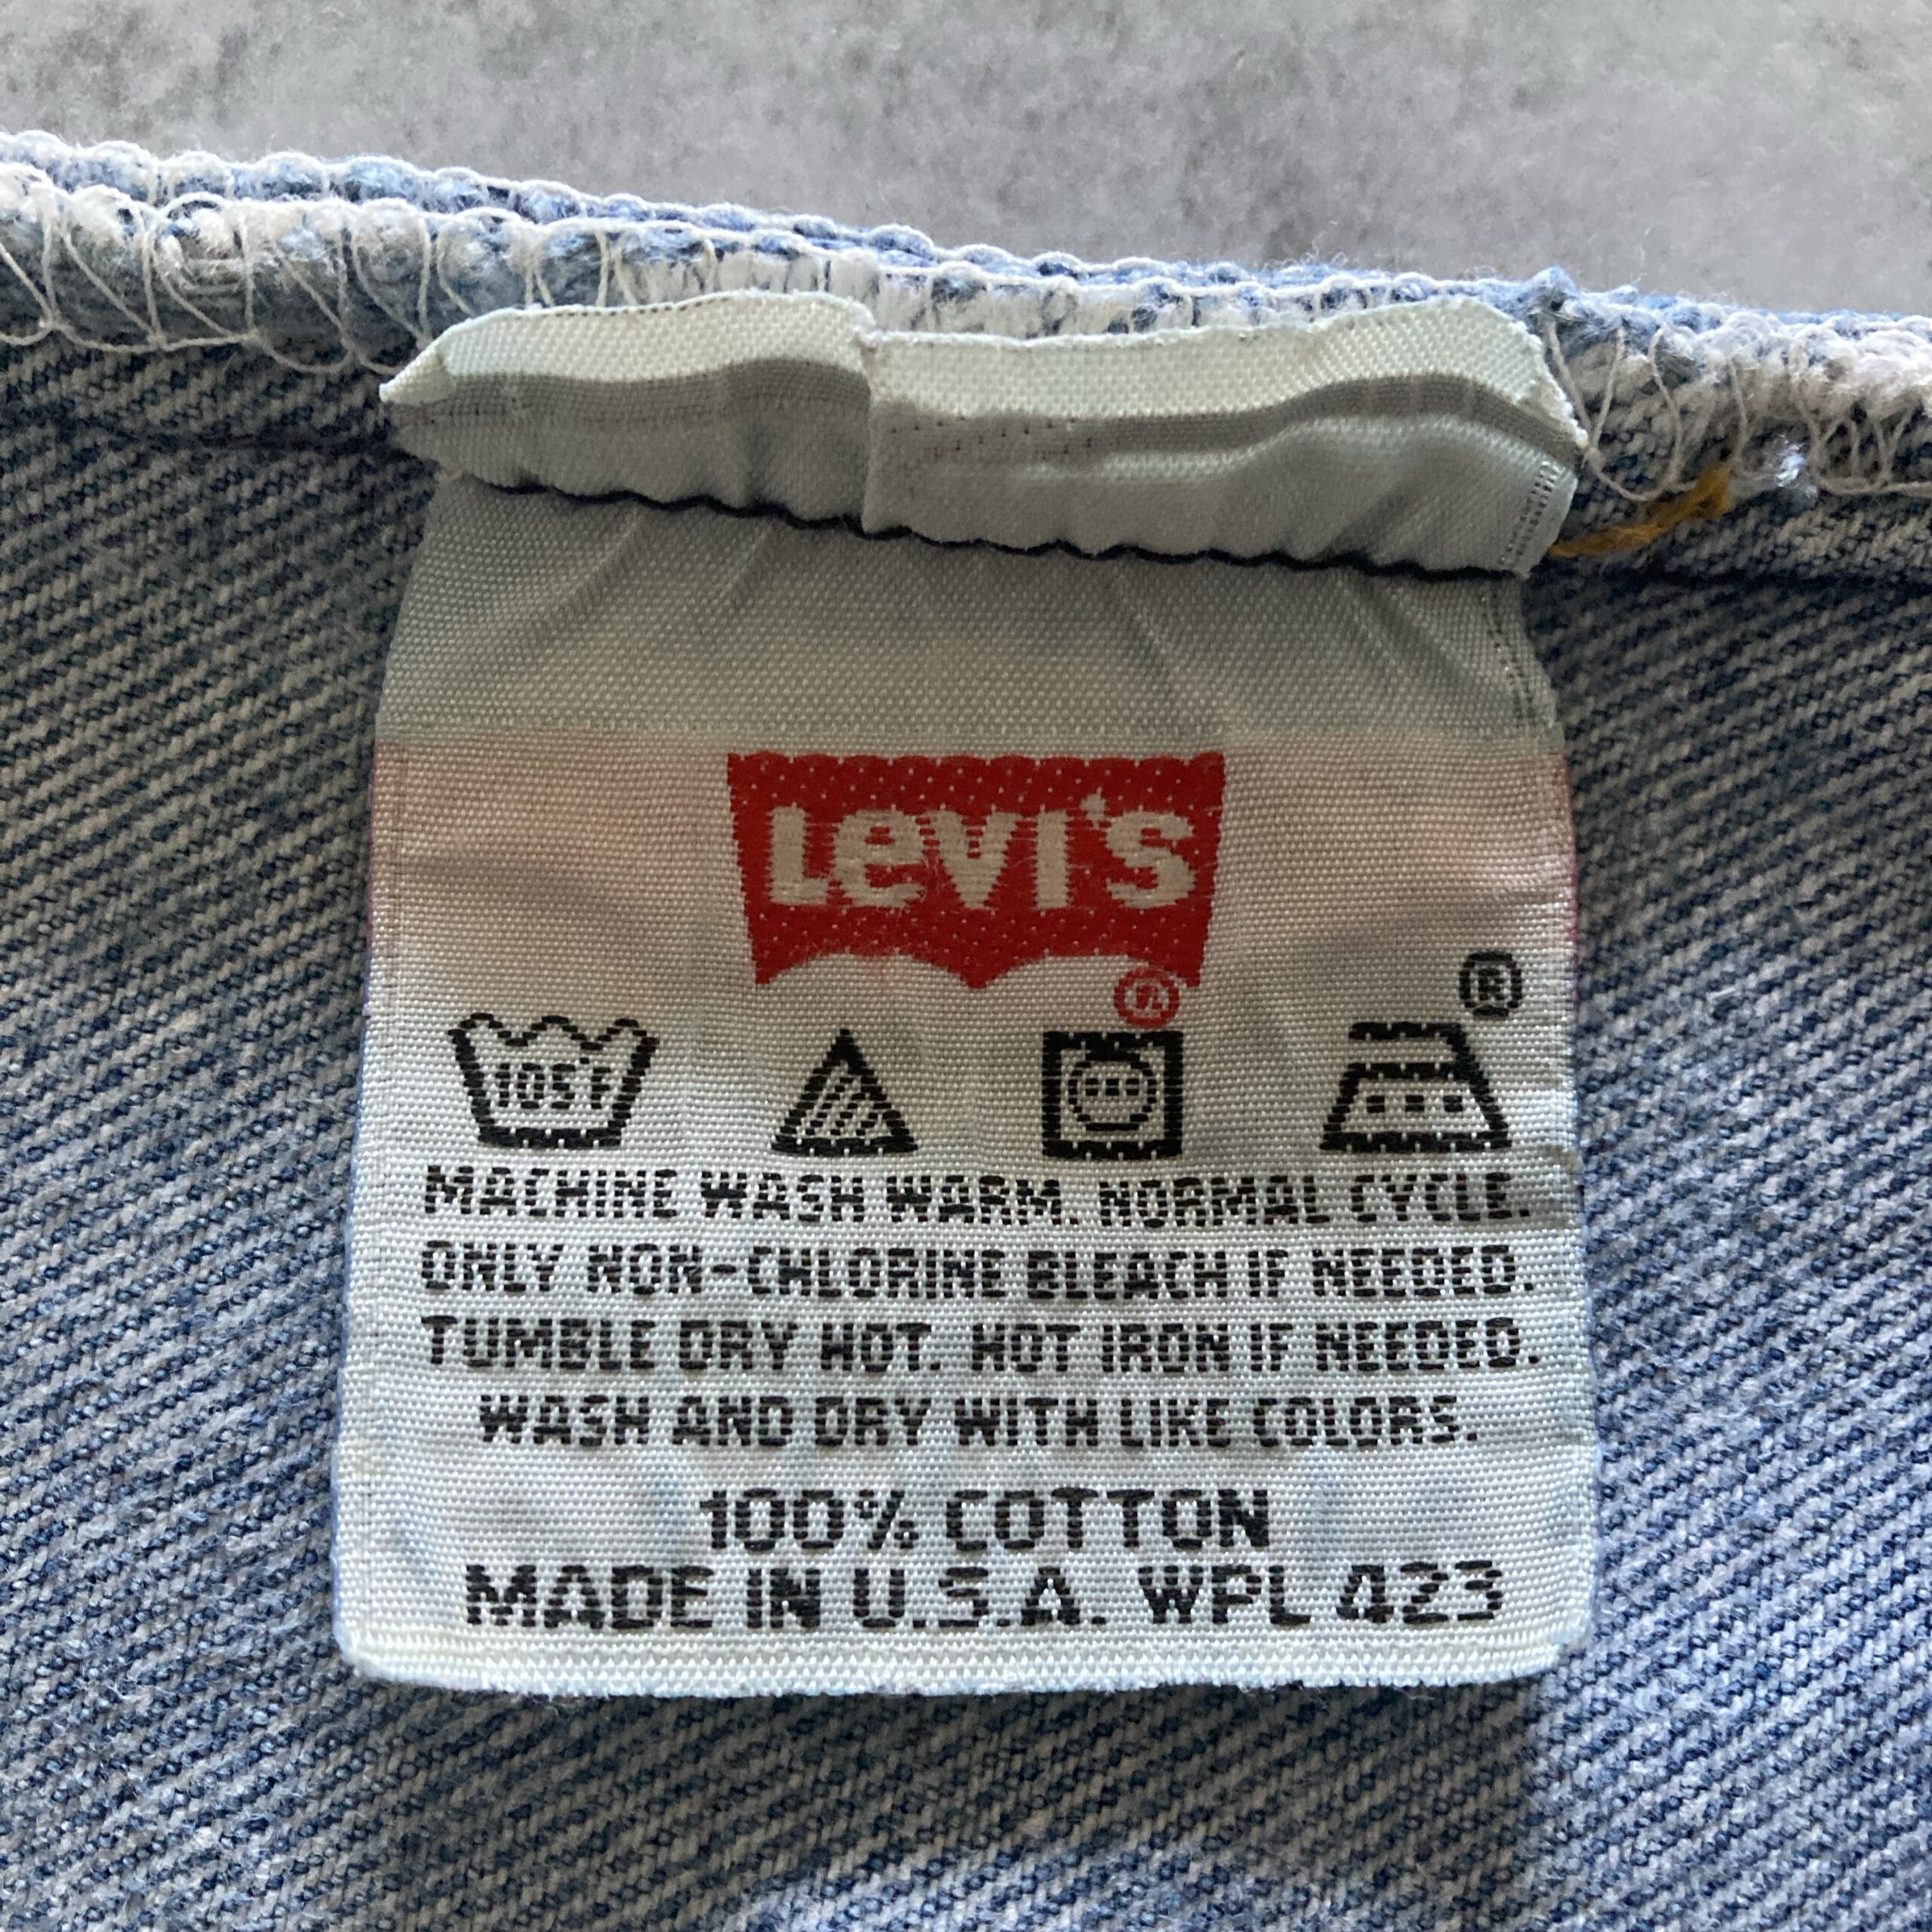 Levi's
®
®
105°F
MACHINE WASH WARM. NORMAL CYCLE.
ONLY NON-CHLORINE BLEACH IF NEEDED.
TUMBLE DRY HOT. HOT IRON IF NEEDED.
WASH AND DRY WITH LIKE COLORS.
100% COTTON
MADE IN U.S.A. WPL 423